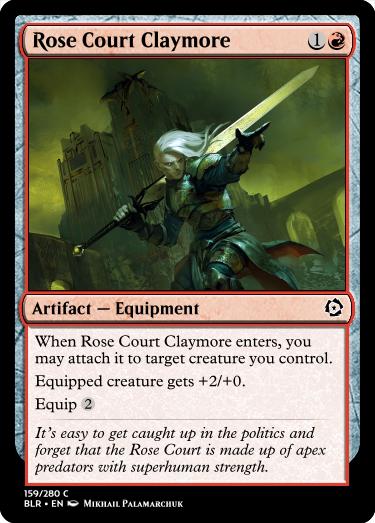 Rose Court Claymore 1
Artifact — Equipment
When Rose Court Claymore enters, you
may attach it to target creature you control.
Equipped creature gets +2/+0.
Equip 2
It's easy to get caught up in the politics and
forget that the Rose Court is made up of apex
predators with superhuman strength.
159/280 C
BLR • EN Mikhail Palamarchuk